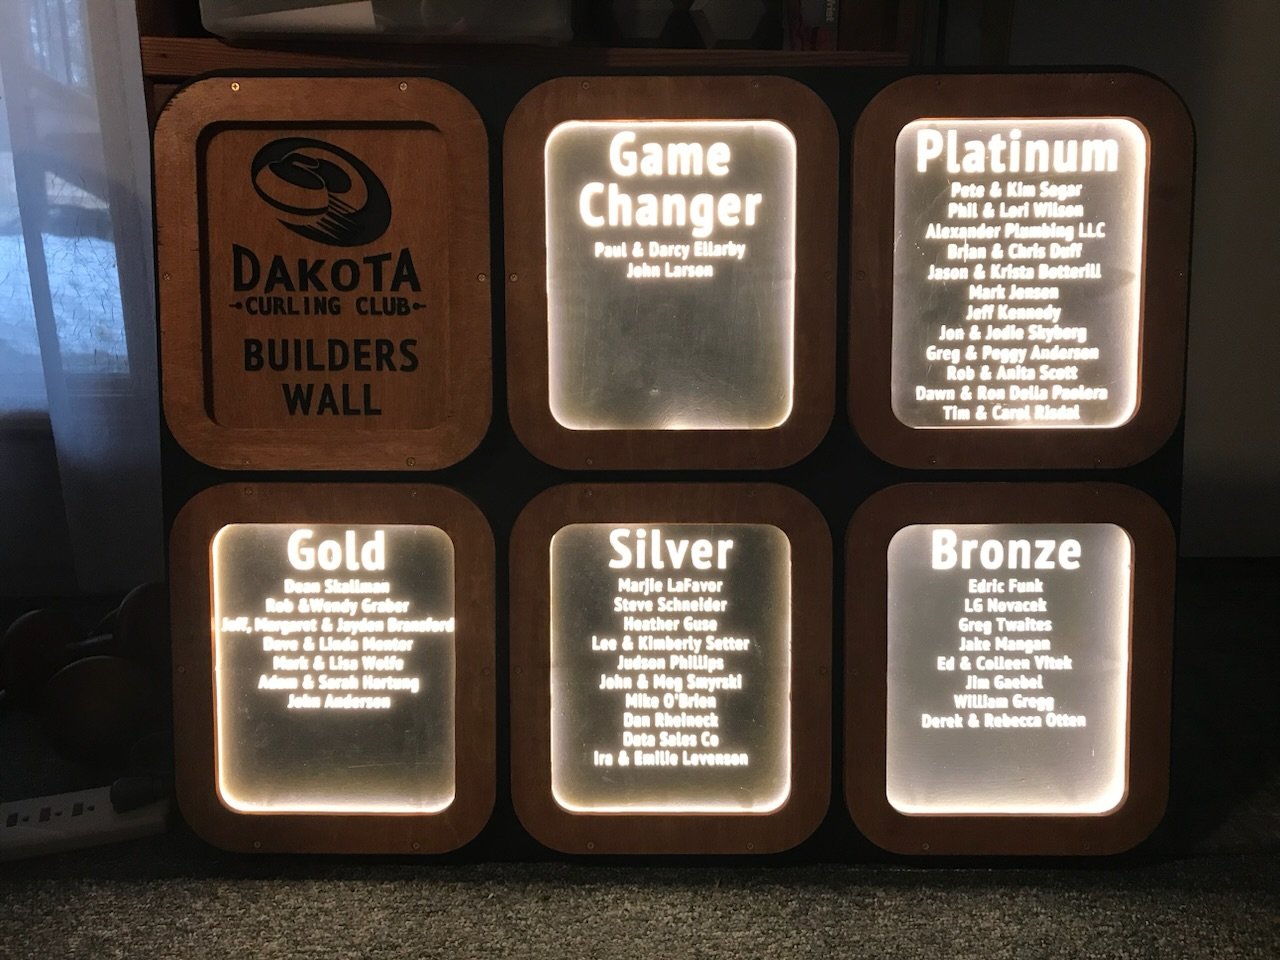 DAKOTA
CURLING CLUB
BUILDERS
WALL
Game
Changer
Paul & Darcy Ellarby
John Larson
Platinum
Pete & Kim Segar
Phil & Lori Wilson
Alexander Plumbing LLC
Brian & Chris Duff
Jason & Krista Botterill
Mark Jensen
Jeff Kennedy
Jon & Jodie Skyberg
Greg & Peggy Anderson
Rob & Anita Scott
Dawn & Ron Della
Tim & Carol Risdal
Gold
Dean Skallman
Rob &Wendy Graber
Jeff, Margaret & Jayden Bransford
Dave & Linda Menter
Mark & Lisa Wolfe
Adam & Sarah Hartung
John Anderson
Silver
Marjie LaFavor
Steve Schneider
Heather Guse
Lee & Kimberly Setter
Judson Phillips
John & Meg Smyrski
Mike O'Brien
Dan Rheineck
Data Sales Co
Ira & Emilie Levenson
Bronze
Edric Funk
LG Novacek
Greg Twaites
Jake Mangan
Ed & Colleen Vitek
Jim Gaebel
William Gregg
Derek & Rebecca Otten